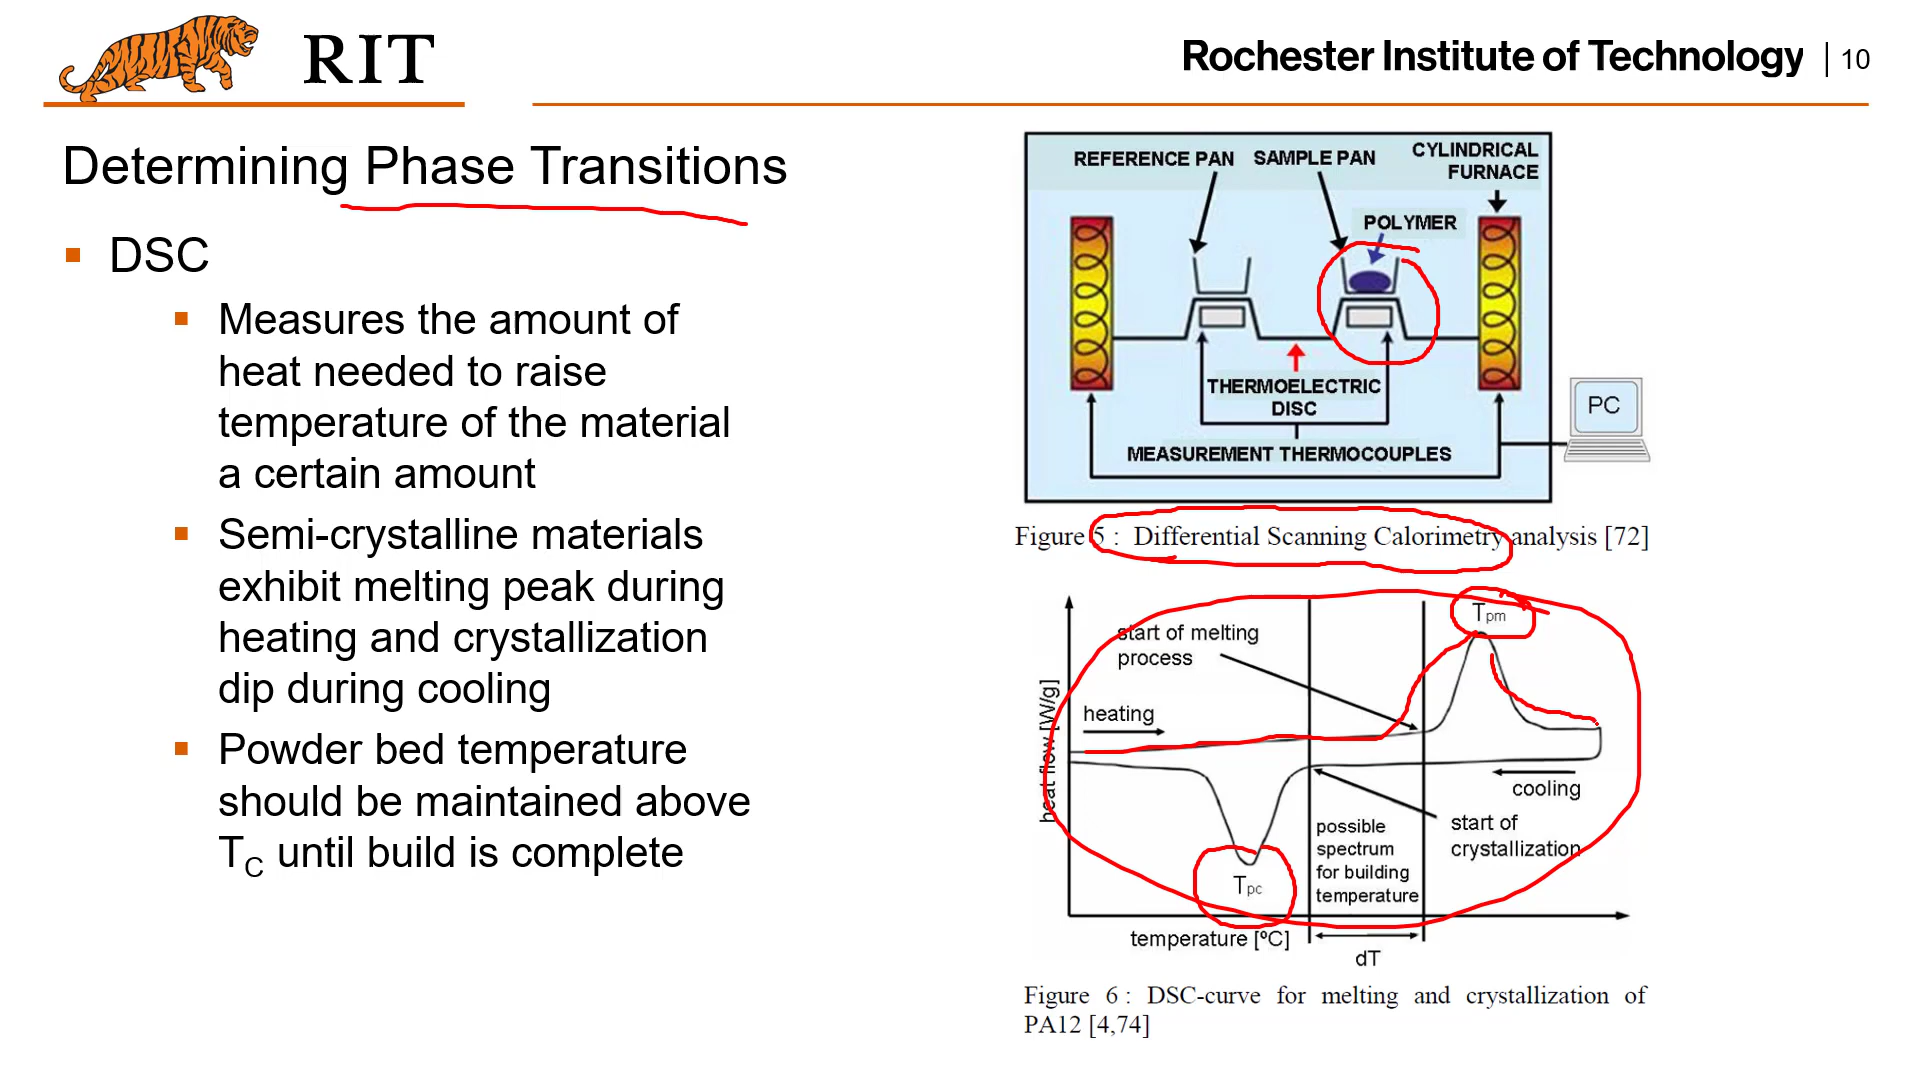 RIT
Rochester Institute of Technology | 10
Determining Phase Transitions
DSC
Measures the amount of
heat needed to raise
temperature of the material
a certain amount
Semi-crystalline materials
exhibit melting peak during
heating and crystallization
dip during cooling
Powder bed temperature
should be maintained above
TC until build is complete
REFERENCE PAN
SAMPLE PAN
CYLINDRICAL
FURNACE
POLYMER
THERMOELECTRIC
DISC
MEASUREMENT THERMOCOUPLES
PC
Figure 5 : Differential Scanning Calorimetry analysis [72]
Tpm
start of melting
process
heating
heat flow [W/g]
cooling
start of
crystallization
possible
spectrum
for building
temperature
Tpc
temperature [ºC]
dT
Figure 6 : DSC-curve for melting and crystallization of
PA12 [4,74]